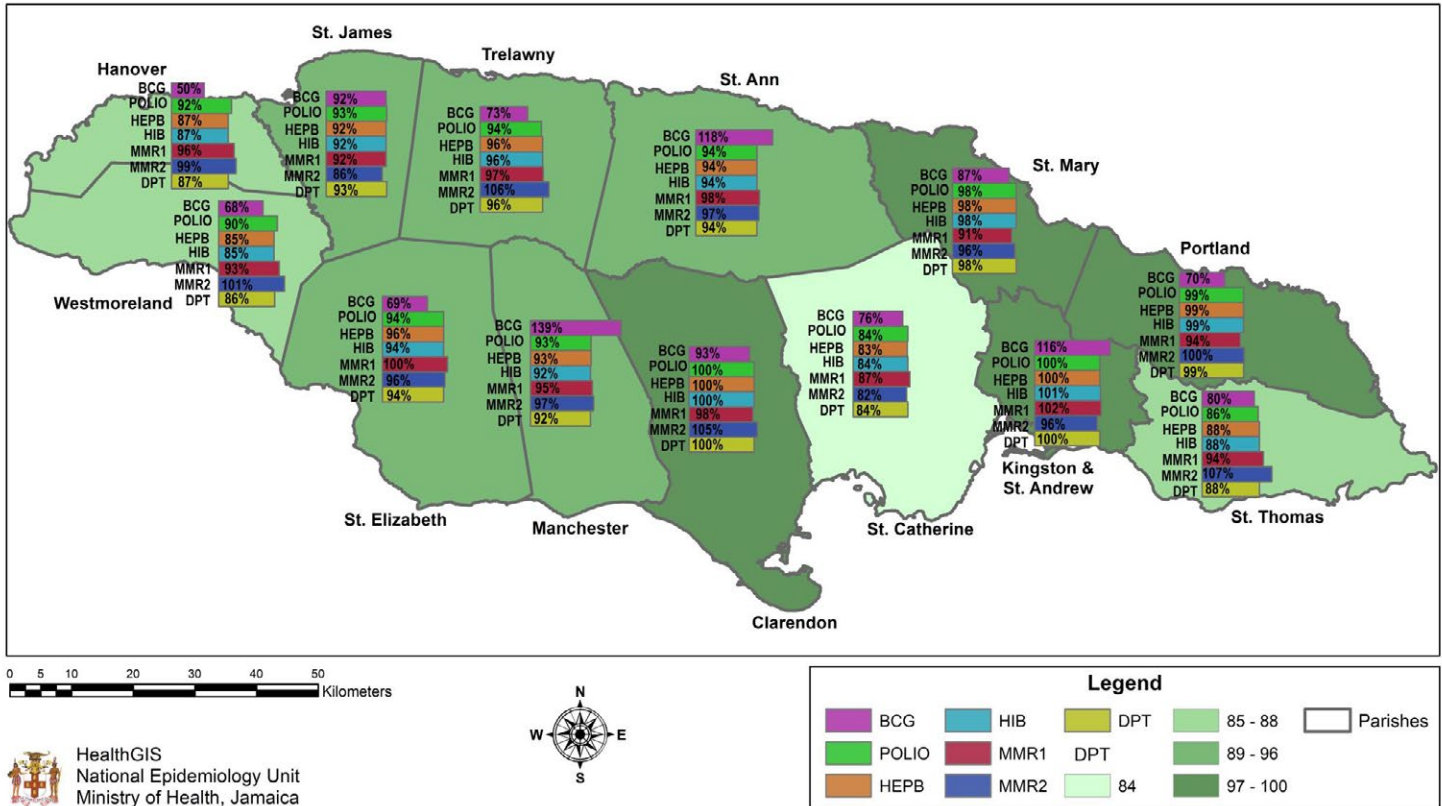 St. James
Trelawny
Hanover
St. Ann
BCG 50%
POLIO 92%
HEPB 87%
HIB 87%
MMR1 96%
MMR2 99%
DPT 87%
BCG 92%
POLIO 93%
HEPB 92%
HIB 92%
MMR1 92%
MMR2 86%
DPT 93%
BCG 73%
POLIO 94%
HEPB 96%
HIB 96%
MMR1 97%
MMR2 106%
DPT 96%
BCG 118%
POLIO 94%
HEPB 94%
HIB 94%
MMR1 98%
MMR2 97%
DPT 94%
St. Mary
BCG 87%
POLIO 98%
HEPB 98%
HIB 98%
MMR1 91%
MMR2 96%
DPT 98%
Westmoreland
BCG 68%
POLIO 90%
HEPB 85%
HIB 85%
MMR1 93%
MMR2 101%
DPT 86%
Portland
BCG 70%
POLIO 99%
HEPB 99%
HIB 99%
MMR1 94%
MMR2 100%
DPT 99%
BCG 69%
POLIO 94%
HEPB 96%
HIB 94%
MMR1 100%
MMR2 96%
DPT 94%
St. Elizabeth
BCG 139%
POLIO 93%
HEPB 93%
HIB 92%
MMR1 95%
MMR2 97%
DPT 92%
Manchester
BCG 93%
POLIO 100%
HEPB 100%
HIB 100%
MMR1 98%
MMR2 105%
DPT 100%
Clarendon
BCG 76%
POLIO 84%
HEPB 83%
HIB 84%
MMR1 87%
MMR2 82%
DPT 84%
St. Catherine
BCG 116%
POLIO 100%
HEPB 100%
HIB 101%
MMR1 102%
MMR2 96%
DPT 100%
Kingston &
St. Andrew
BCG 80%
POLIO 86%
HEPB 88%
HIB 88%
MMR1 94%
MMR2 107%
DPT 88%
St. Thomas
0 5 10 20 30 40 50
Kilometers
N
W E
S
HealthGIS
National Epidemiology Unit
Ministry of Health, Jamaica
Legend
BCG HIB DPT 85 - 88 Parishes
POLIO MMR1 DPT 89 - 96
HEPB MMR2 84 97 - 100